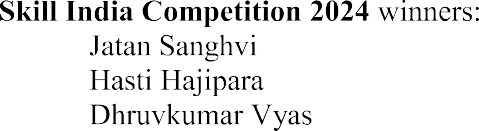 Skill India Competition 2024 winners:
Jatan Sanghvi
Hasti Hajipara
Dhruvkumar Vyas